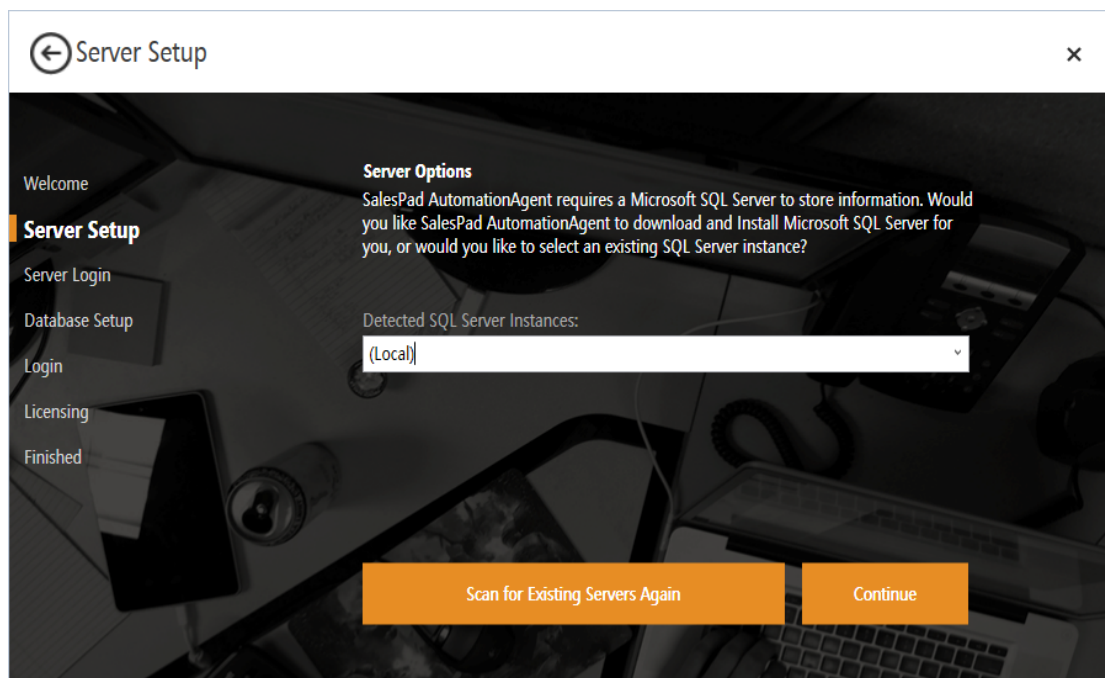 Server Setup
Welcome
Server Setup
Server Login
Database Setup
Login
Licensing
Finished
Server Options
SalesPad AutomationAgent requires a Microsoft SQL Server to store information. Would
you like SalesPad AutomationAgent to download and Install Microsoft SQL Server for
you, or would you like to select an existing SQL Server instance?
Detected SQL Server Instances:
(Local)
Scan for Existing Servers Again
Continue